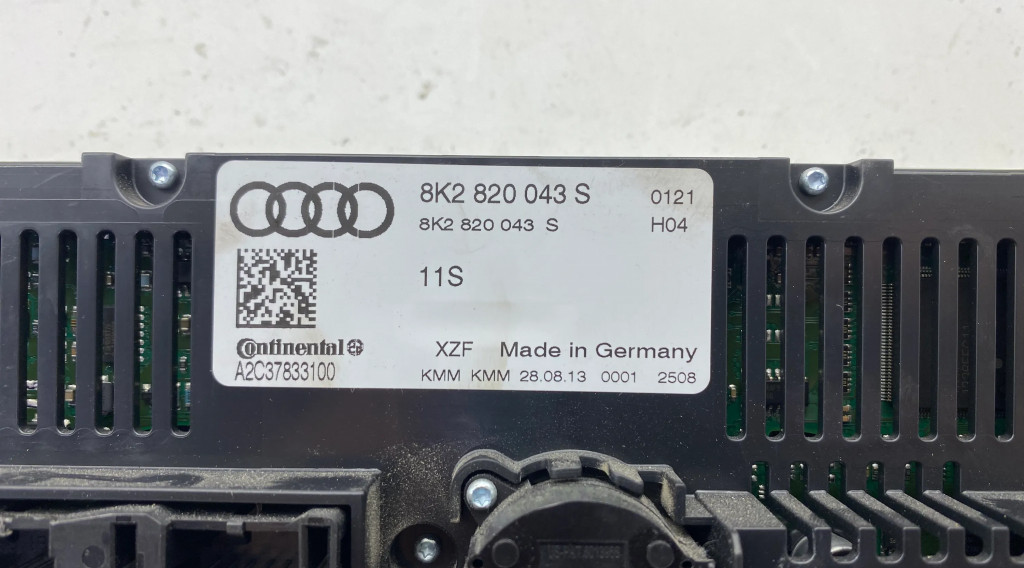 8K2 820 043 S 0121
8K2 820 043 S H04
11S
Continental
XZF Made in Germany
A2C37833100
KMM KMM 28.08.13 0001 2508